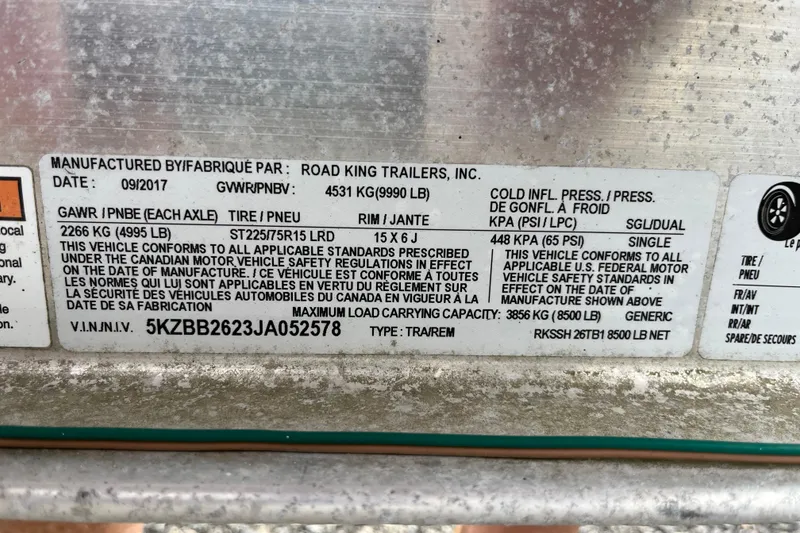 MANUFACTURED BY/FABRIQUÉ PAR : ROAD KING TRAILERS, INC.
DATE : 09/2017 GVWR/PNBV : 4531 KG(9990 LB)
COLD INFL. PRESS./ PRESS.
DE GONFL. À FROID
GAWR / PNBE (EACH AXLE) TIRE / PNEU RIM / JANTE KPA (PSI / LPC) SGL/DUAL
2266 KG (4995 LB) ST225/75R15 LRD 15 X 6 J 448 KPA (65 PSI) SINGLE
THIS VEHICLE CONFORMS TO ALL APPLICABLE STANDARDS PRESCRIBED
UNDER THE CANADIAN MOTOR VEHICLE SAFETY REGULATIONS IN EFFECT
ON THE DATE OF MANUFACTURE. / CE VÉHICULE EST CONFORME À TOUTES
LES NORMES QUI LUI SONT APPLICABLES EN VERTU DU RÈGLEMENT SUR
LA SÉCURITÉ DES VÉHICULES AUTOMOBILES DU CANADA EN VIGUEUR À LA
DATE DE SA FABRICATION
THIS VEHICLE CONFORMS TO ALL
APPLICABLE U.S. FEDERAL MOTOR
VEHICLE SAFETY STANDARDS IN
EFFECT ON THE DATE OF
MANUFACTURE SHOWN ABOVE
MAXIMUM LOAD CARRYING CAPACITY: 3856 KG ( 8500 LB) GENERIC
V.I.N./N.I.V. 5KZBB2623JA052578 TYPE : TRA/REM RKSSH 26TB1 8500 LB NET
Le
TIRE /
PNEU
FR/AV
INT/INT
RR/AR
SPARE/DE SECOURS